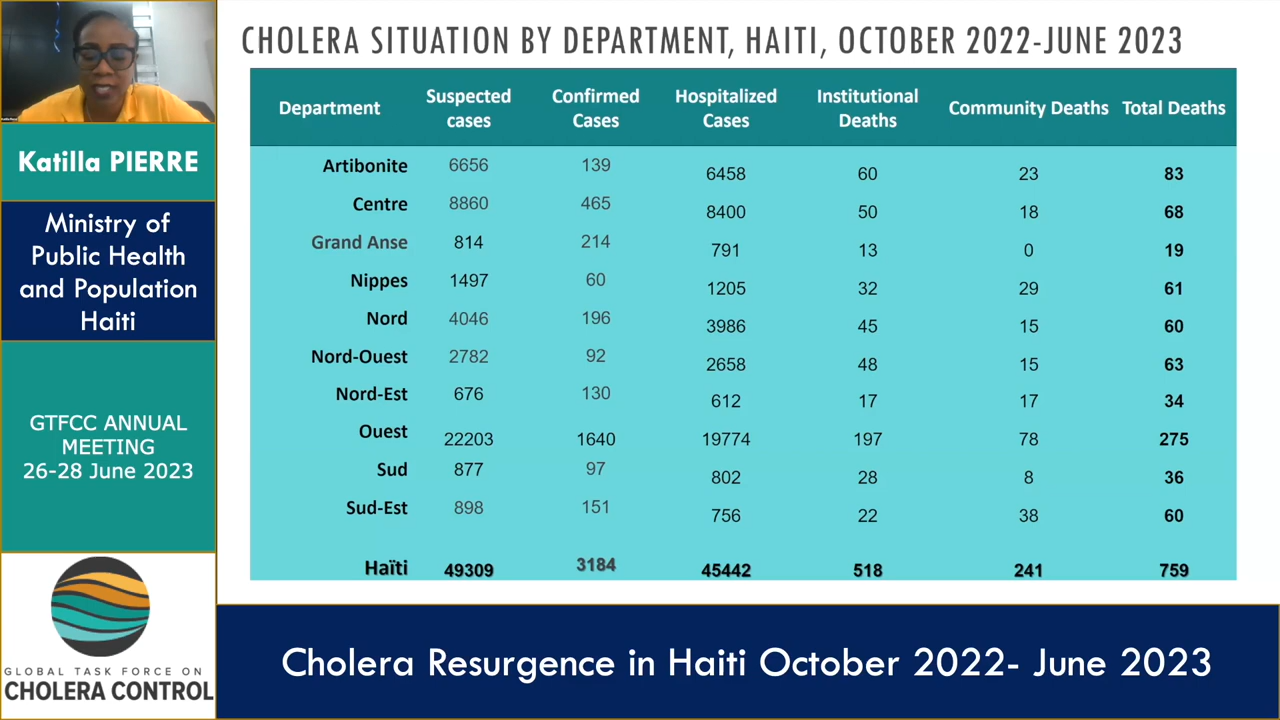 CHOLERA SITUATION BY DEPARTMENT, HAITI, OCTOBER 2022-JUNE 2023
Department Suspected cases Confirmed Cases Hospitalized Cases Institutional Deaths Community Deaths Total Deaths
Artibonite 6656 139 6458 60 23 83
Centre 8860 465 8400 50 18 68
Grand Anse 814 214 791 13 0 19
Nippes 1497 60 1205 32 29 61
Nord 4046 196 3986 45 15 60
Nord-Ouest 2782 92 2658 48 15 63
Nord-Est 676 130 612 17 17 34
Ouest 22203 1640 19774 197 78 275
Sud 877 97 802 28 8 36
Sud-Est 898 151 756 22 38 60
Haïti 49309 3184 45442 518 241 759
Katilla PIERRE
Ministry of
Public Health
and Population
Haiti
GTFCC ANNUAL
MEETING
26-28 June 2023
GLOBAL TASK FORCE ON
CHOLERA CONTROL
Cholera Resurgence in Haiti October 2022- June 2023